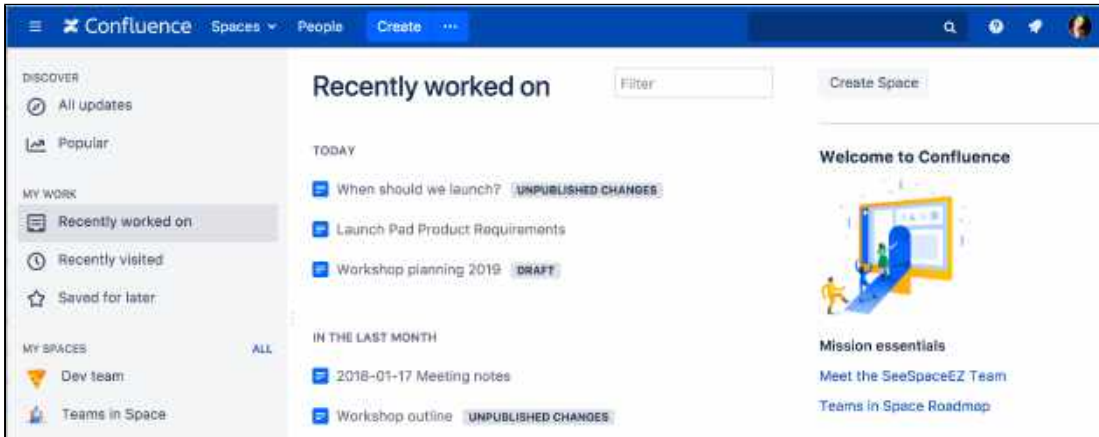 Confluence Spaces People Create ...
DISCOVER
All updates
Popular
MY WORK
Recently worked on
Recently visited
Saved for later
MY SPACES ALL
Dev team
Teams in Space
Recently worked on Filter
TODAY
When should we launch? UNPUBLISHED CHANGES
Launch Pad Product Requirements
Workshop planning 2019 DRAFT
IN THE LAST MONTH
2018-01-17 Meeting notes
Workshop outline UNPUBLISHED CHANGES
Create Space
Welcome to Confluence
Mission essentials
Meet the SeeSpaceEZ Team
Teams in Space Roadmap